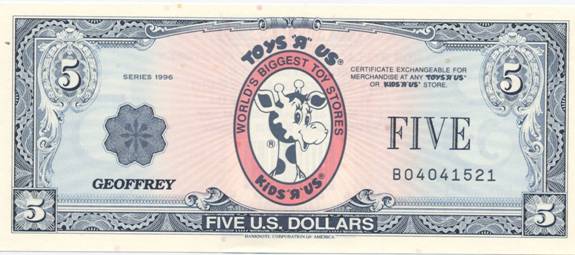 TOYS "R" US®
WORLD'S BIGGEST TOY STORES
KIDS "R" US®
®
5
5
SERIES 1996
CERTIFICATE EXCHANGEABLE FOR
MERCHANDISE AT ANY TOYS "R" US®
OR KIDS "R" US® STORE.
FIVE
B04041521
GEOFFREY
5
FIVE U.S. DOLLARS
5
BANKNOTE CORPORATION OF AMERICA